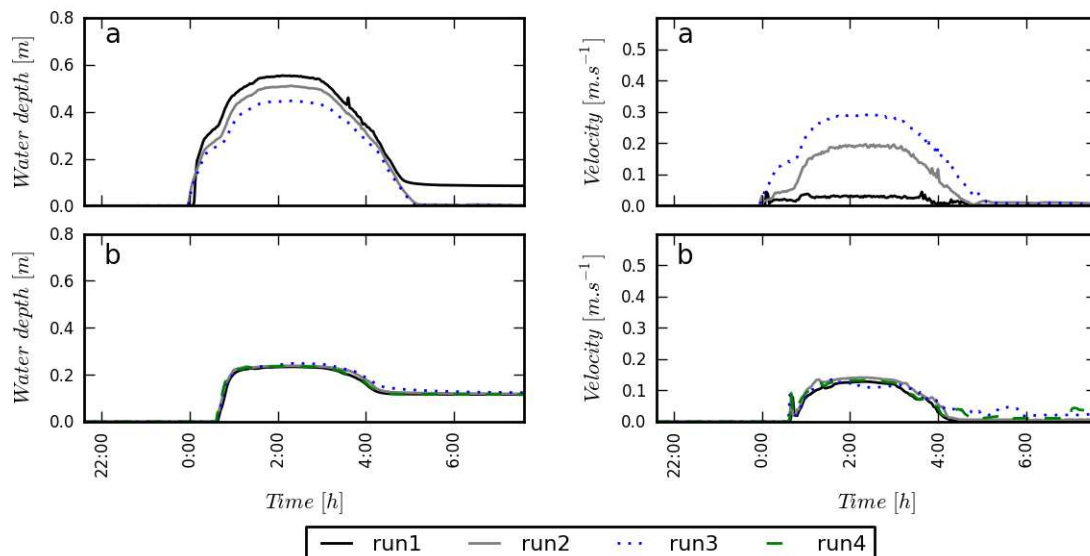 a
Water depth [m]
0.8
0.6
0.4
0.2
0.0
a
Velocity [m.s⁻¹]
0.5
0.4
0.3
0.2
0.1
0.0
b
Water depth [m]
0.8
0.6
0.4
0.2
0.0
22:00
0:00
2:00
4:00
6:00
Time [h]
b
Velocity [m.s⁻¹]
0.5
0.4
0.3
0.2
0.1
0.0
22:00
0:00
2:00
4:00
6:00
Time [h]
run1 run2 run3 run4